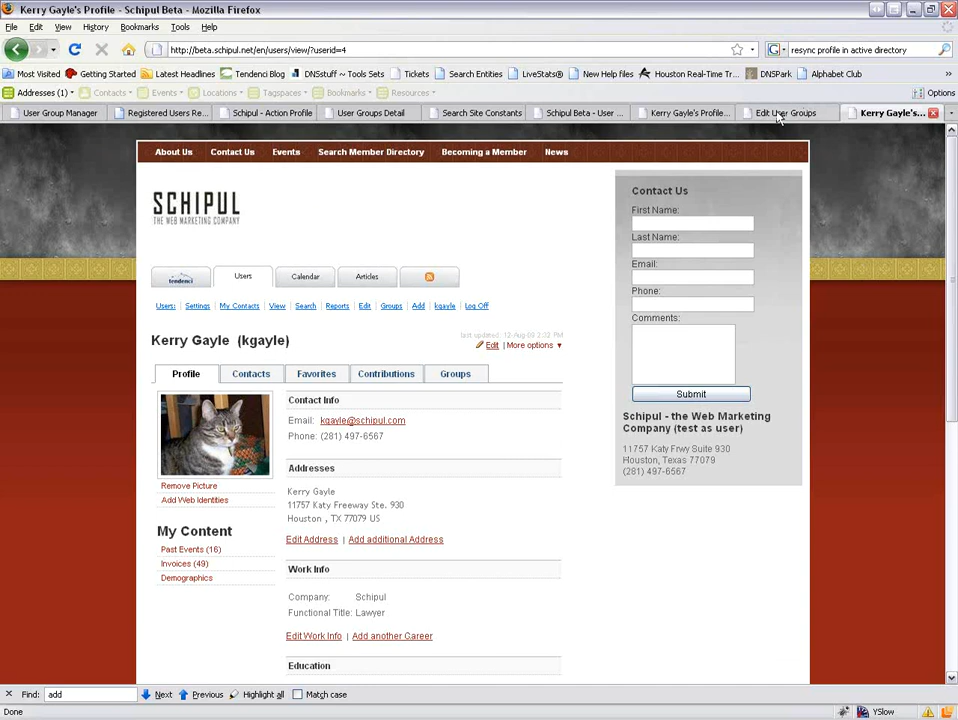 Kerry Gayle's Profile - Schipul Beta - Mozilla Firefox
File Edit View History Bookmarks Tools
http://beta.schipul.net/en/users/view/?userid=4
resync profile in active directory
Most Visited Getting Started Latest Headlines Tendenci Blog DNSstuff ~ Tools Sets Tickets Search Entities LiveStats® New Help files Houston Real-Time Tr... DNSPark Alphabet Club
Addresses (1) Contacts Events Locations Tagspaces Bookmarks Resources Options
User Group Manager Registered Users Re... Schipul - Action Profile User Groups Detail Search Site Constants Schipul Beta - User ... Kerry Gayle's Profile... Edit User Groups Kerry Gayle's...
About Us Contact Us Events Search Member Directory Becoming a Member News
SCHIPUL
THE WEB MARKETING COMPANY
tendenci Users Calendar Articles
Users Settings My Contacts View Search Reports Edit Groups Add kgayle Log Off
Kerry Gayle (kgayle)
last updated: 12-Aug-09 2:32 PM
Edit | More options
Profile Contacts Favorites Contributions Groups
Contact Info
Email: kgayle@schipul.com
Phone: (281) 497-6567
Addresses
Kerry Gayle
11757 Katy Freeway Ste. 930
Houston , TX 77079 US
Edit Address | Add additional Address
Work Info
Company: Schipul
Functional Title: Lawyer
Edit Work Info | Add another Career
Education
Remove Picture
Add Web Identities
My Content
Past Events (16)
Invoices (49)
Demographics
Contact Us
First Name:
Last Name:
Email:
Phone:
Comments:
Submit
Schipul - the Web Marketing
Company (test as user)
11757 Katy Frwy Suite 930
Houston, Texas 77079
(281) 497-6567
Find: add Next Previous Highlight all Match case
Done YSlow